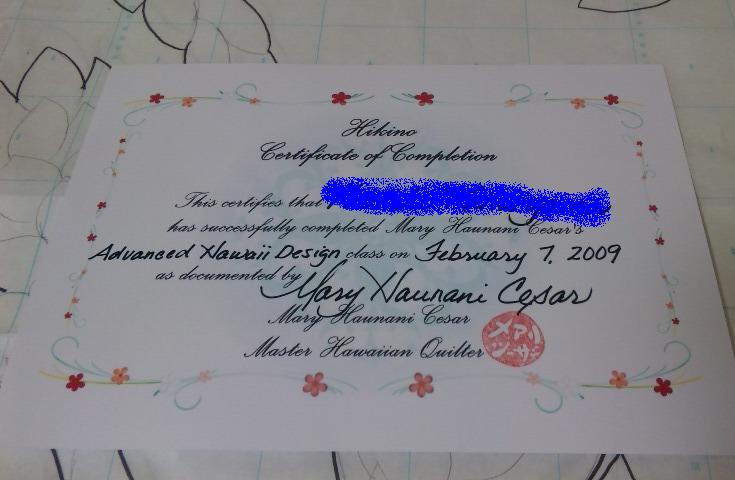 Hikino
Certificate of Completion
This certifies that
has successfully completed Mary Haunani Cesar's
Advanced Hawaii Design class on February 7, 2009
as documented by Mary Haunani Cesar
Mary Haunani Cesar
Master Hawaiian Quilter